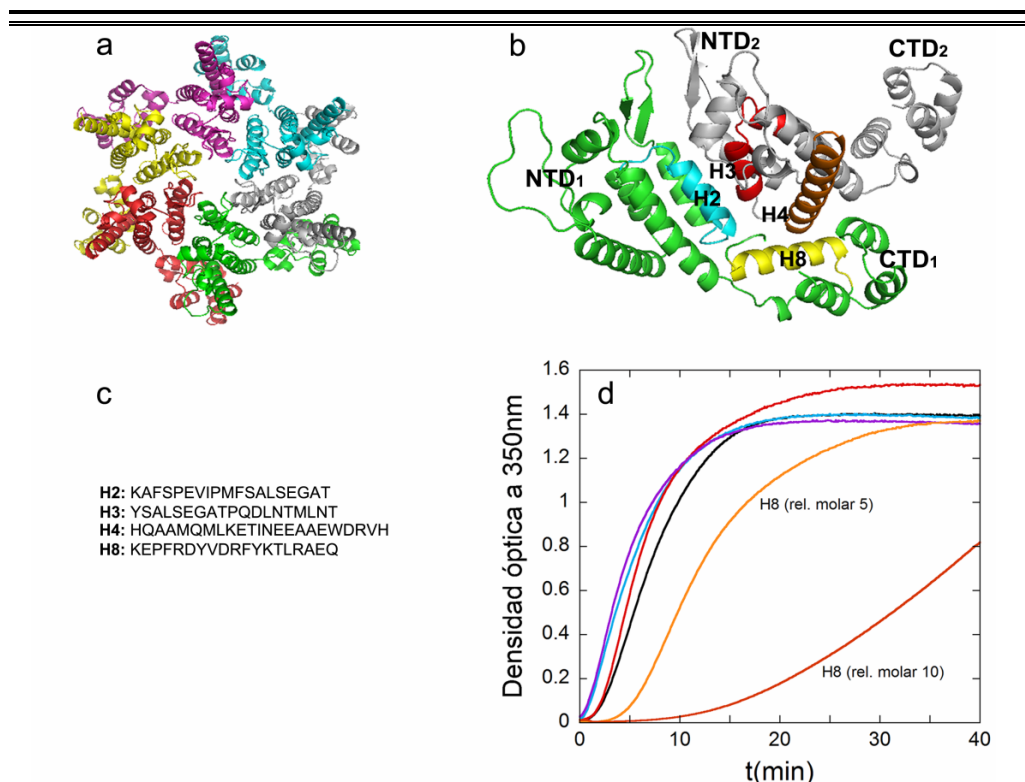 a
b
NTD₂
CTD₂
NTD₁
H3
H2
H4
H8
CTD₁
c
H2: KAFSPEVIPMFSALSEGAT
H3: YSALSEGATPQDLNTMLNT
H4: HQAAMQMLKETINEEAAEWDRVH
H8: KEPFRDYVDRFYKTLRAEQ
d
Densidad óptica a 350nm
1.6
1.4
1.2
1
0.8
0.6
0.4
0.2
0
H8 (rel. molar 5)
H8 (rel. molar 10)
0 10 20 30 40
t(min)